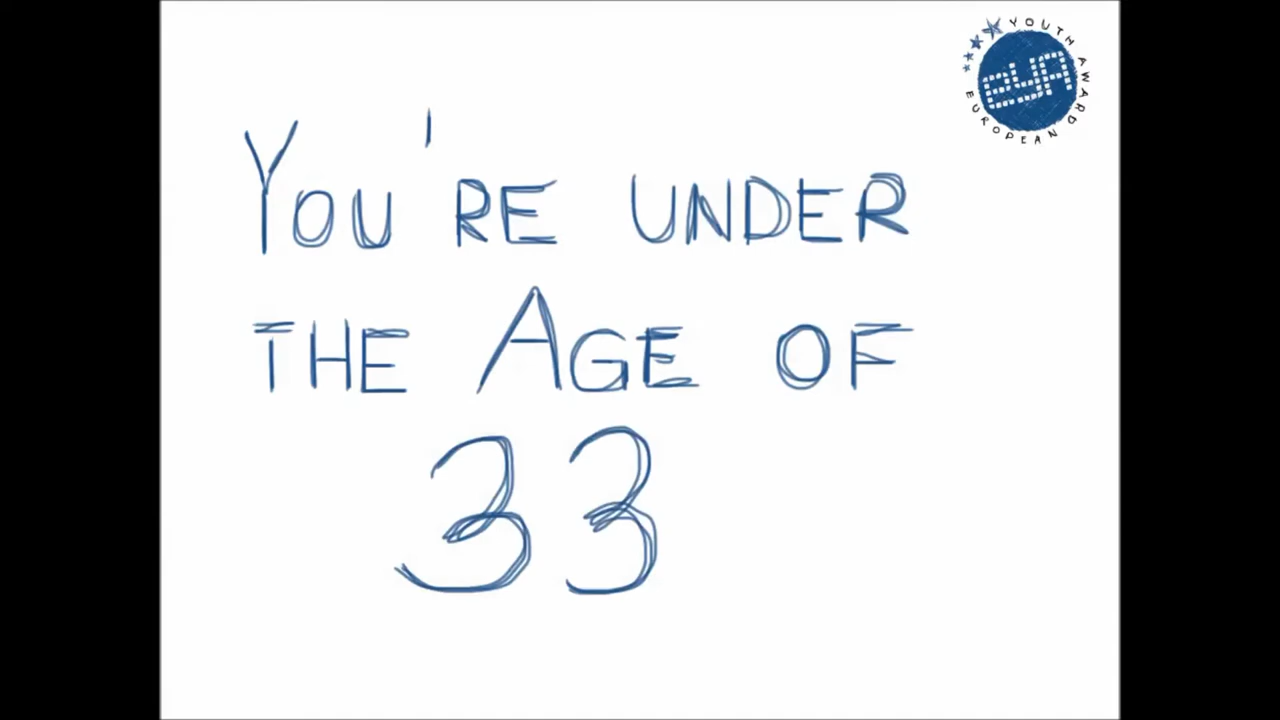 YOU'RE UNDER
THE AGE OF
33
EUROPEAN YOUTH AWARD
eyA